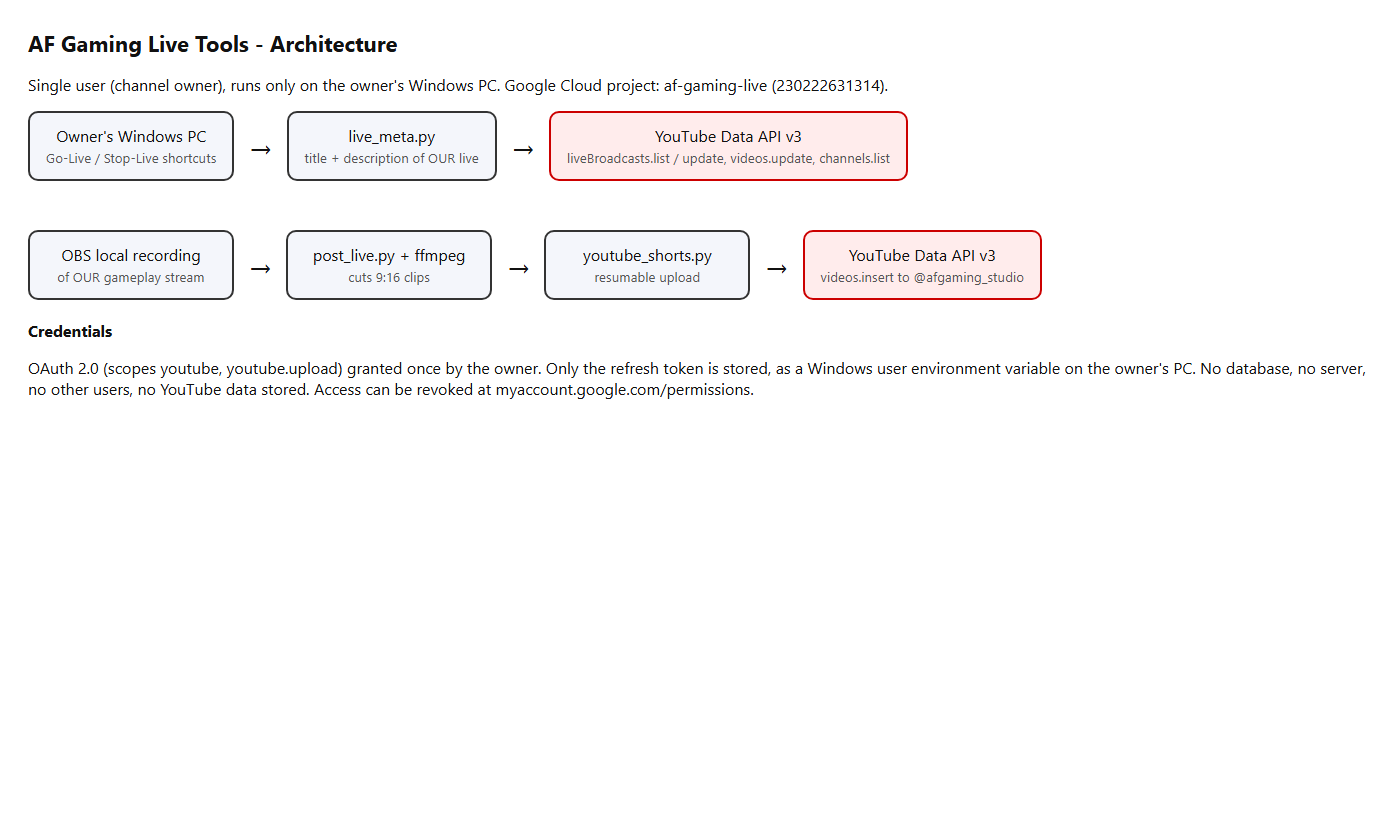 AF Gaming Live Tools - Architecture
Single user (channel owner), runs only on the owner's Windows PC. Google Cloud project: af-gaming-live (230222631314).
Owner's Windows PC
Go-Live / Stop-Live shortcuts
→
live_meta.py
title + description of OUR live
→
YouTube Data API v3
liveBroadcasts.list / update, videos.update, channels.list
OBS local recording
of OUR gameplay stream
→
post_live.py + ffmpeg
cuts 9:16 clips
→
youtube_shorts.py
resumable upload
→
YouTube Data API v3
videos.insert to @afgaming_studio
Credentials
OAuth 2.0 (scopes youtube, youtube.upload) granted once by the owner. Only the refresh token is stored, as a Windows user environment variable on the owner's PC. No database, no server,
no other users, no YouTube data stored. Access can be revoked at myaccount.google.com/permissions.